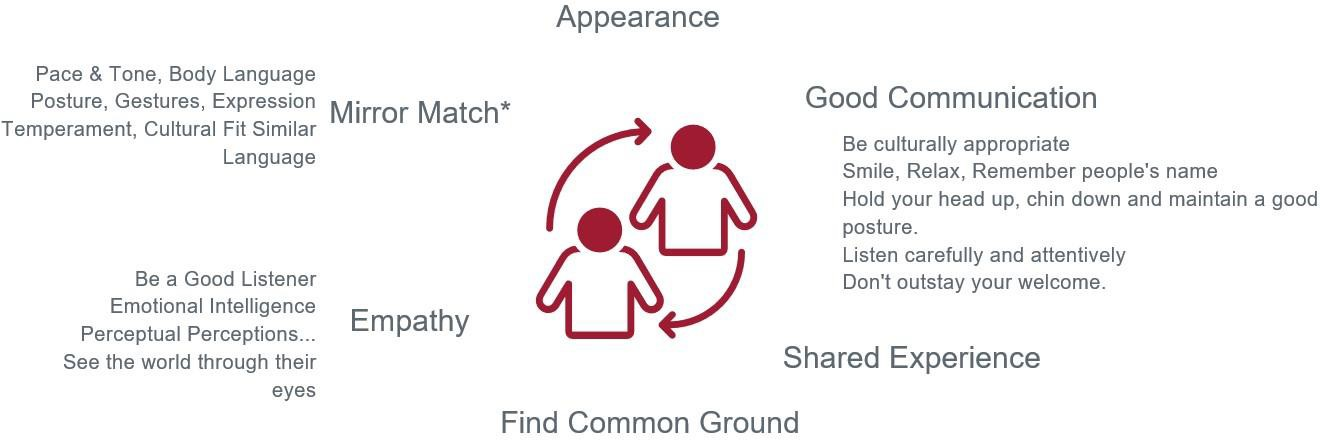 Appearance
Pace & Tone, Body Language
Posture, Gestures, Expression
Temperament, Cultural Fit Similar
Language
Mirror Match*
Good Communication
Be culturally appropriate
Smile, Relax, Remember people's name
Hold your head up, chin down and maintain a good
posture.
Listen carefully and attentively
Don't outstay your welcome.
Be a Good Listener
Emotional Intelligence
Perceptual Perceptions...
See the world through their
eyes
Empathy
Shared Experience
Find Common Ground